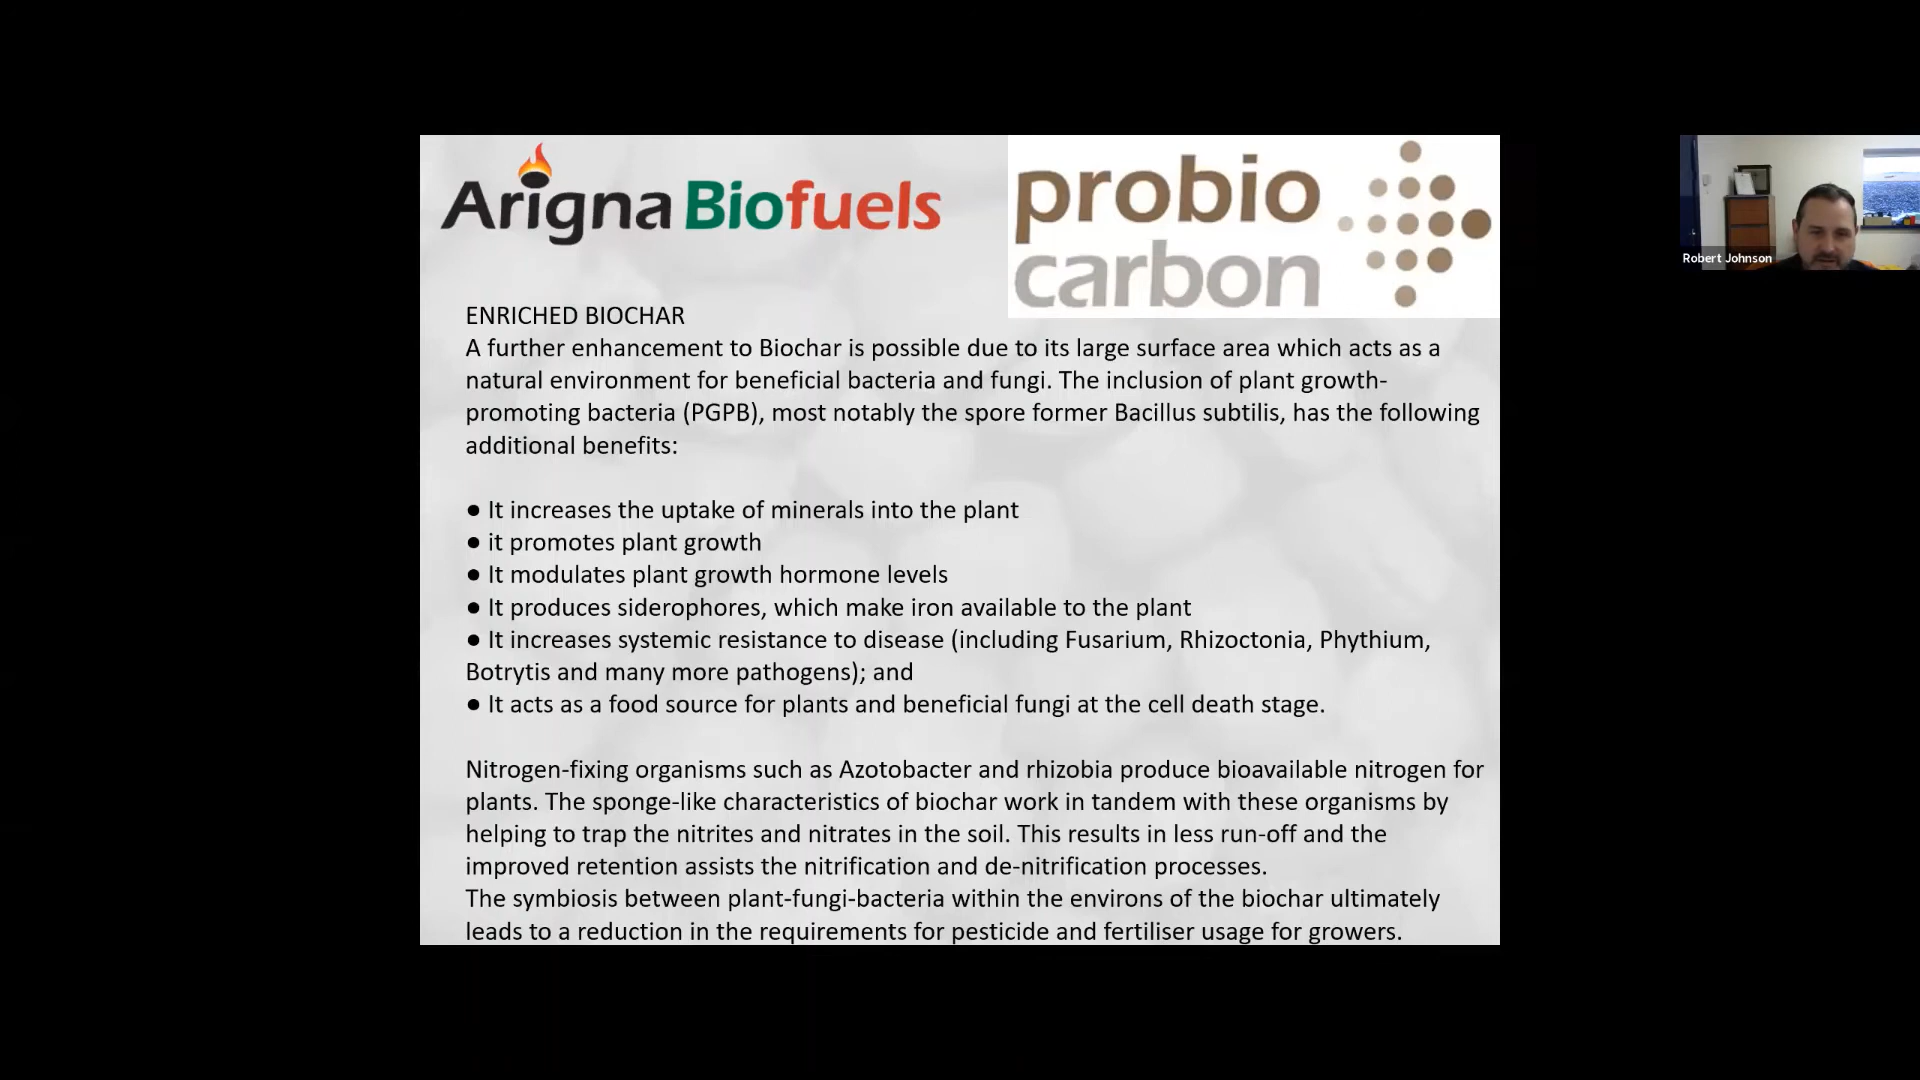 Arigna Biofuels
probio
carbon
Robert Johnson
ENRICHED BIOCHAR
A further enhancement to Biochar is possible due to its large surface area which acts as a
natural environment for beneficial bacteria and fungi. The inclusion of plant growth-
promoting bacteria (PGPB), most notably the spore former Bacillus subtilis, has the following
additional benefits:
● It increases the uptake of minerals into the plant
● it promotes plant growth
● It modulates plant growth hormone levels
● It produces siderophores, which make iron available to the plant
● It increases systemic resistance to disease (including Fusarium, Rhizoctonia, Phythium,
Botrytis and many more pathogens); and
● It acts as a food source for plants and beneficial fungi at the cell death stage.
Nitrogen-fixing organisms such as Azotobacter and rhizobia produce bioavailable nitrogen for
plants. The sponge-like characteristics of biochar work in tandem with these organisms by
helping to trap the nitrites and nitrates in the soil. This results in less run-off and the
improved retention assists the nitrification and de-nitrification processes.
The symbiosis between plant-fungi-bacteria within the environs of the biochar ultimately
leads to a reduction in the requirements for pesticide and fertiliser usage for growers.